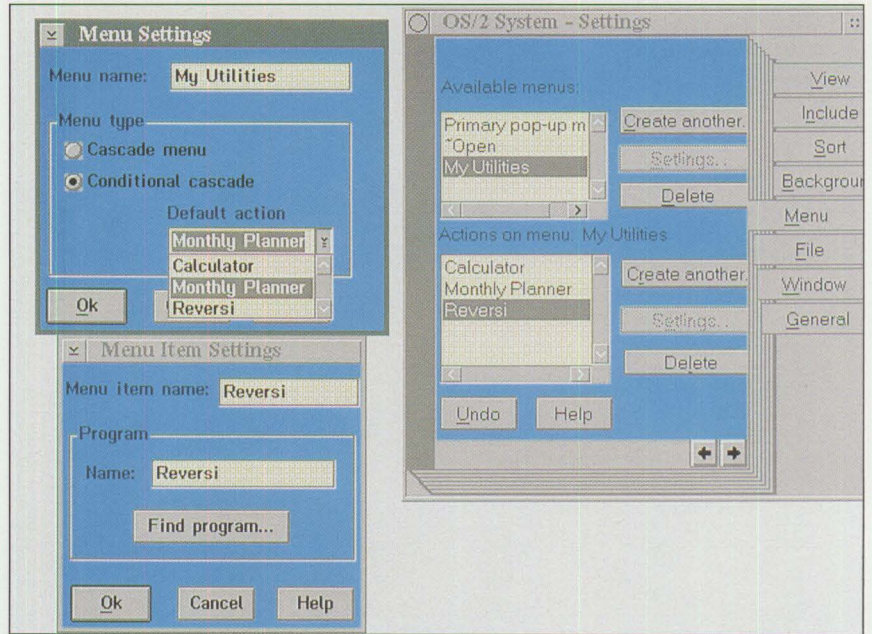 Menu Settings
Menu name: My Utilities
Menu type
Cascade menu
Conditional cascade
Default action
Monthly Planner
Calculator
Monthly Planner
Reversi
Ok
Menu Item Settings
Menu item name: Reversi
Program
Name: Reversi
Find program...
Ok Cancel Help
OS/2 System - Settings
Available menus:
Primary pop-up m
~Open
My Utilities
Create another.
Settings..
Delete
Actions on menu: My Utilities
Calculator
Monthly Planner
Reversi
Create another.
Settings..
Delete
Undo Help
View
Include
Sort
Backgrour
Menu
File
Window
General